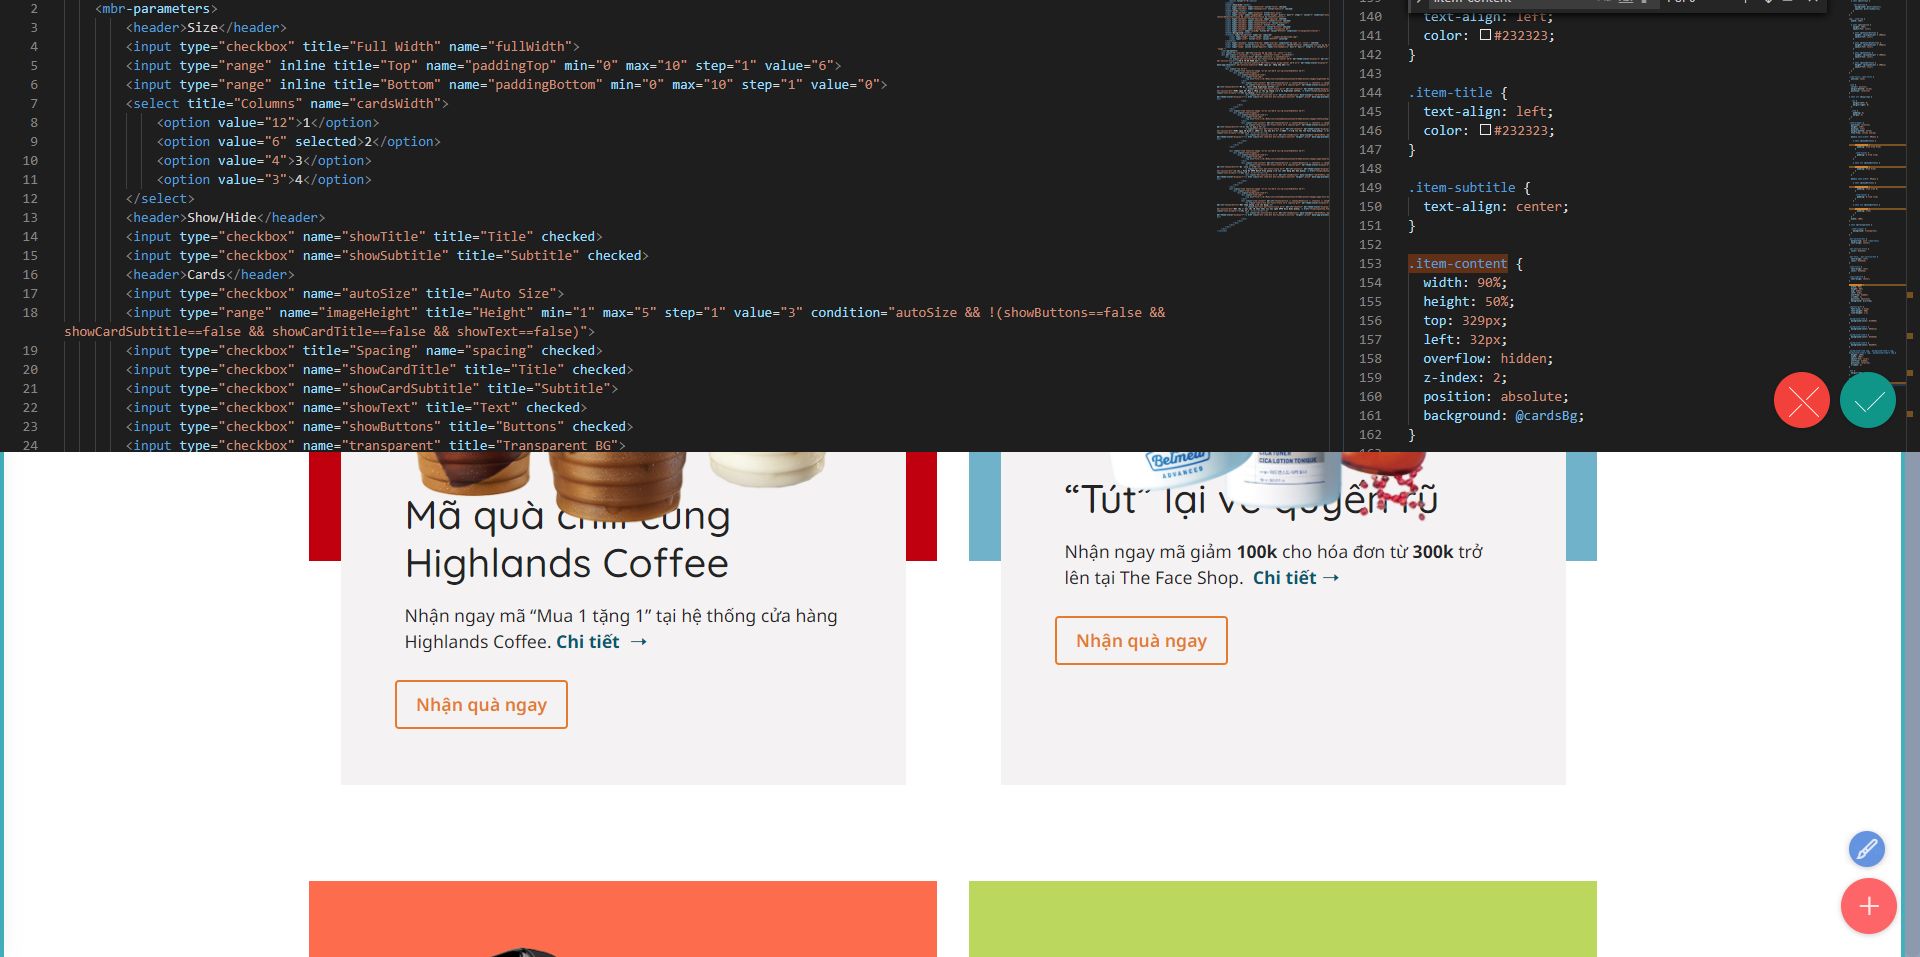 2 <mbr-parameters>
3 <header>Size</header>
4 <input type="checkbox" title="Full Width" name="fullWidth">
5 <input type="range" inline title="Top" name="paddingTop" min="0" max="10" step="1" value="6">
6 <input type="range" inline title="Bottom" name="paddingBottom" min="0" max="10" step="1" value="0">
7 <select title="Columns" name="cardsWidth">
8 <option value="12">1</option>
9 <option value="6" selected>2</option>
10 <option value="4">3</option>
11 <option value="3">4</option>
12 </select>
13 <header>Show/Hide</header>
14 <input type="checkbox" name="showTitle" title="Title" checked>
15 <input type="checkbox" name="showSubtitle" title="Subtitle" checked>
16 <header>Cards</header>
17 <input type="checkbox" name="autoSize" title="Auto Size">
18 <input type="range" name="imageHeight" title="Height" min="1" max="5" step="1" value="3" condition="autoSize && !(showButtons==false &&
showCardSubtitle==false && showCardTitle==false && showText==false)">
19 <input type="checkbox" title="Spacing" name="spacing" checked>
20 <input type="checkbox" name="showCardTitle" title="Title" checked>
21 <input type="checkbox" name="showCardSubtitle" title="Subtitle">
22 <input type="checkbox" name="showText" title="Text" checked>
23 <input type="checkbox" name="showButtons" title="Buttons" checked>
24 <input type="checkbox" name="transparent" title="Transparent BG">
140 text-align: left;
141 color: #232323;
142 }
143
144 .item-title {
145 text-align: left;
146 color: #232323;
147 }
148
149 .item-subtitle {
150 text-align: center;
151 }
152
153 .item-content {
154 width: 90%;
155 height: 50%;
156 top: 329px;
157 left: 32px;
158 overflow: hidden;
159 z-index: 2;
160 position: absolute;
161 background: @cardsBg;
162 }
Mã quà chill cùng
Highlands Coffee
Nhận ngay mã “Mua 1 tặng 1” tại hệ thống cửa hàng
Highlands Coffee. Chi tiết →
Nhận quà ngay
Belmeur
ADVANCED
CICA LOTION TONIQUE
“Tút” lại vẻ quyến rũ
Nhận ngay mã giảm 100k cho hóa đơn từ 300k trở
lên tại The Face Shop. Chi tiết →
Nhận quà ngay